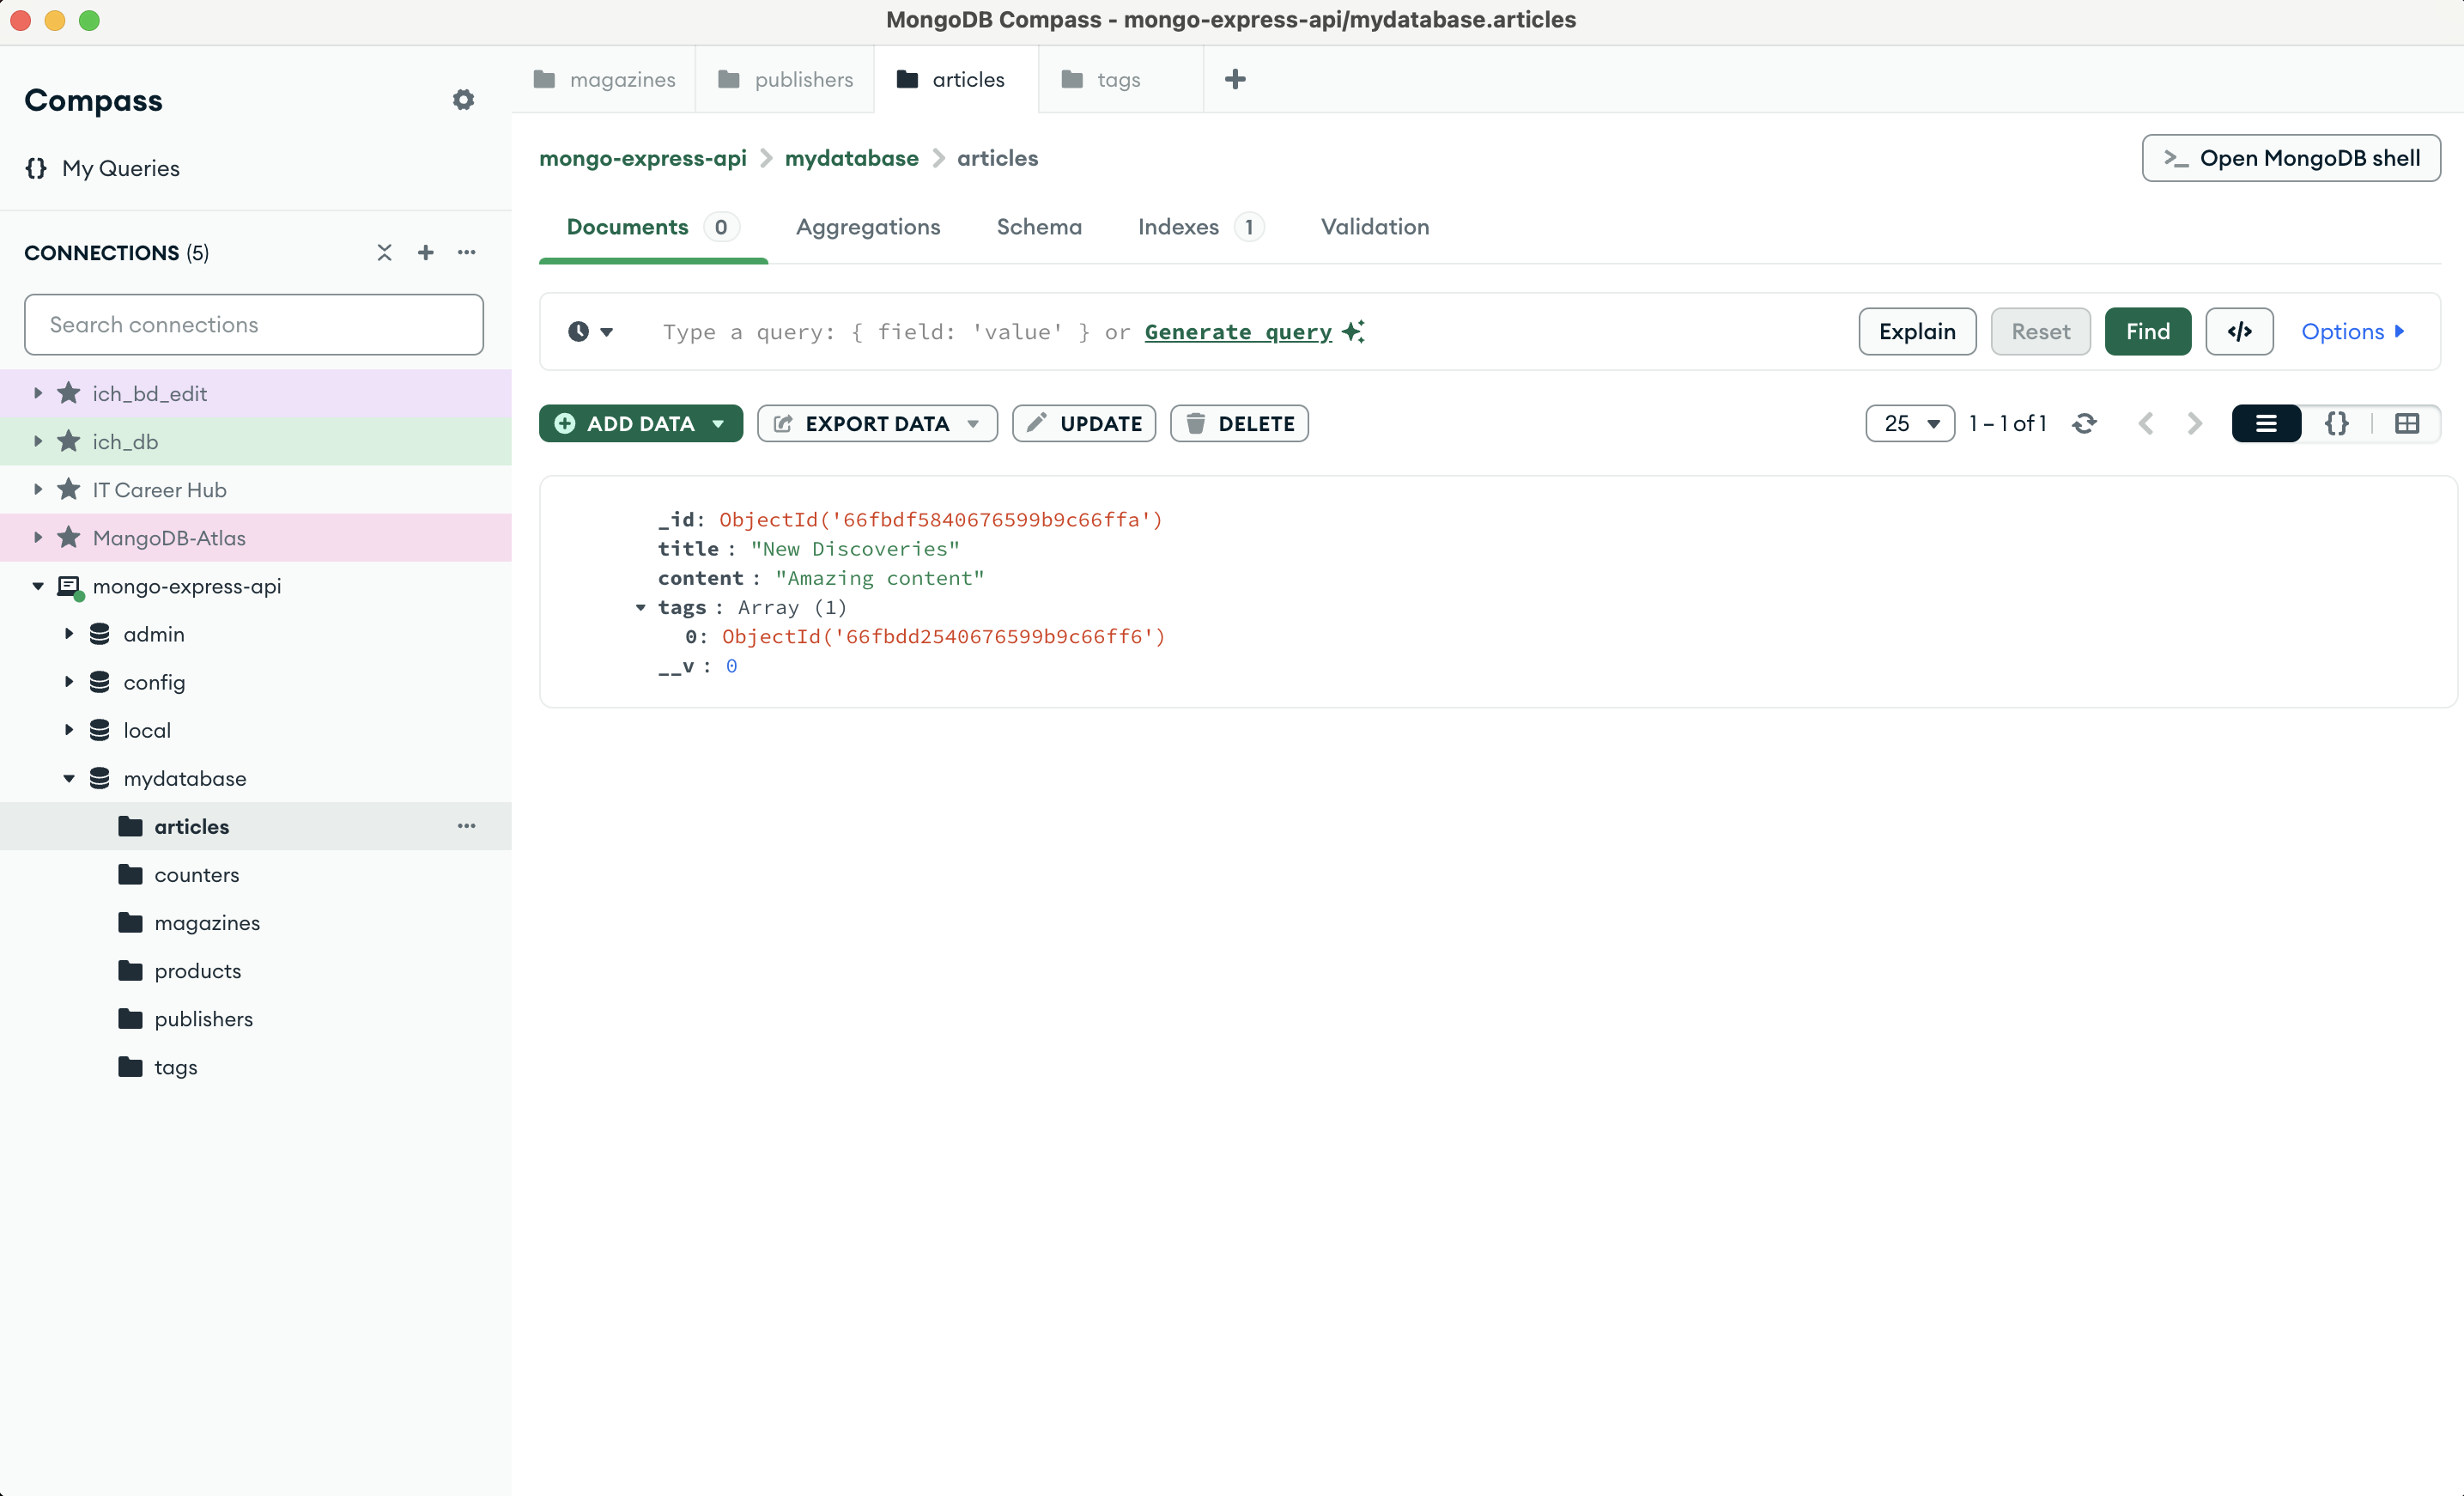 MongoDB Compass - mongo-express-api/mydatabase.articles
Compass
My Queries
CONNECTIONS (5)
Search connections
ich_bd_edit
ich_db
IT Career Hub
MangoDB-Atlas
mongo-express-api
admin
config
local
mydatabase
articles
counters
magazines
products
publishers
tags
magazines publishers articles tags
mongo-express-api mydatabase articles
>_ Open MongoDB shell
Documents 0 Aggregations Schema Indexes 1 Validation
Type a query: { field: 'value' } or Generate query
Explain Reset Find </> Options
ADD DATA EXPORT DATA UPDATE DELETE 25 1 – 1 of 1 {}
_id: ObjectId('66fbdf5840676599b9c66ffa')
title : "New Discoveries"
content : "Amazing content"
tags : Array (1)
0: ObjectId('66fbdd2540676599b9c66ff6')
__v : 0